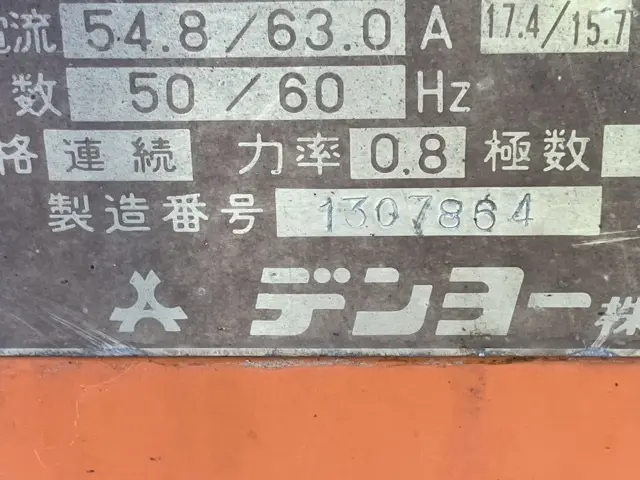 流 54.8/63.0 A 17.4/15.7
数 50/60 Hz
格 連続 力率 0.8 極数
製造番号 1307864
デンヨー株